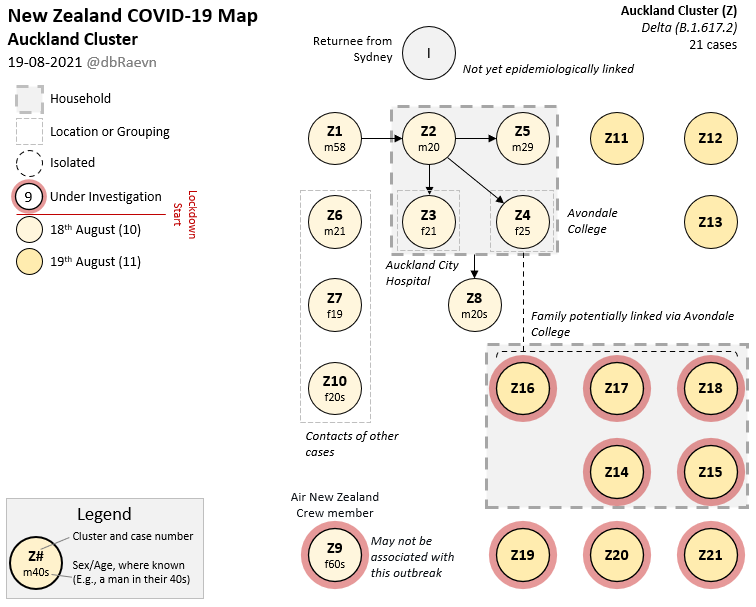 New Zealand COVID-19 Map
Auckland Cluster
19-08-2021 @dbRaevn
Household
Location or Grouping
Isolated
9 Under Investigation
Lockdown
Start
18th August (10)
19th August (11)
Auckland Cluster (Z)
Delta (B.1.617.2)
21 cases
Returnee from
Sydney
I
Not yet epidemiologically linked
Z1
m58
Z2
m20
Z5
m29
Z11
Z12
Z6
m21
Z3
f21
Z4
f25
Avondale
College
Z13
Auckland City
Hospital
Z7
f19
Z8
m20s
Family potentially linked via Avondale
College
Z10
f20s
Z16
Z17
Z18
Contacts of other
cases
Z14
Z15
Air New Zealand
Crew member
Z9
f60s
May not be
associated with
this outbreak
Z19
Z20
Z21
Legend
Cluster and case number
Z#
m40s
Sex/Age, where known
(E.g., a man in their 40s)